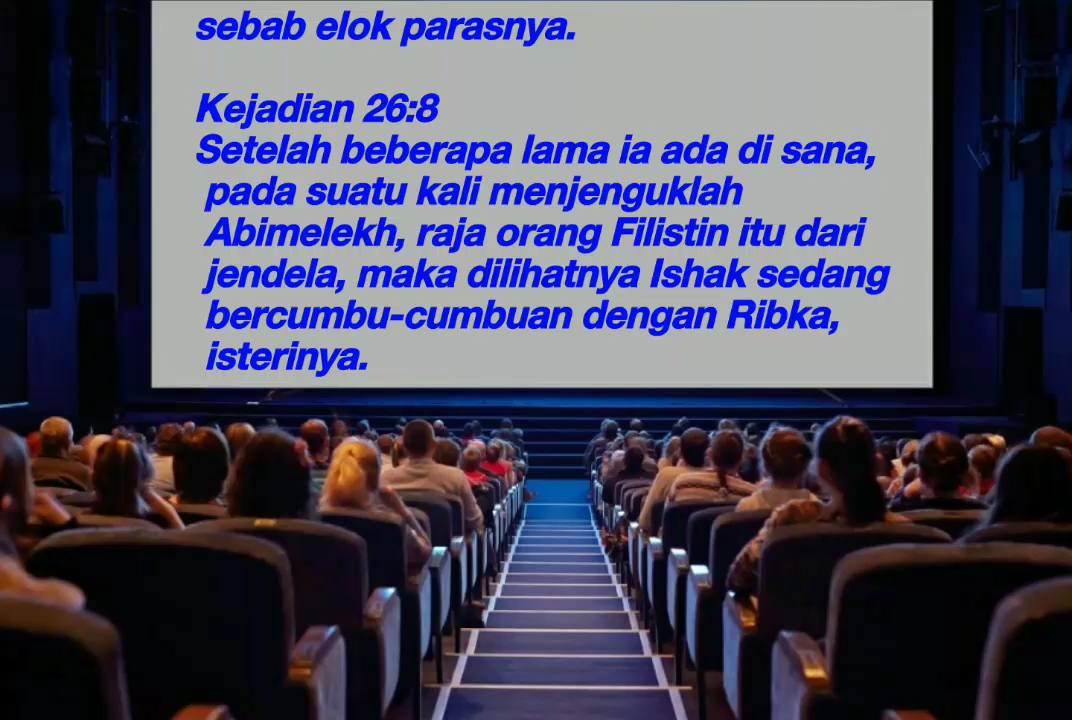 sebab elok parasnya.
Kejadian 26:8
Setelah beberapa lama ia ada di sana,
pada suatu kali menjenguklah
Abimelekh, raja orang Filistin itu dari
jendela, maka dilihatnya Ishak sedang
bercumbu-cumbuan dengan Ribka,
isterinya.